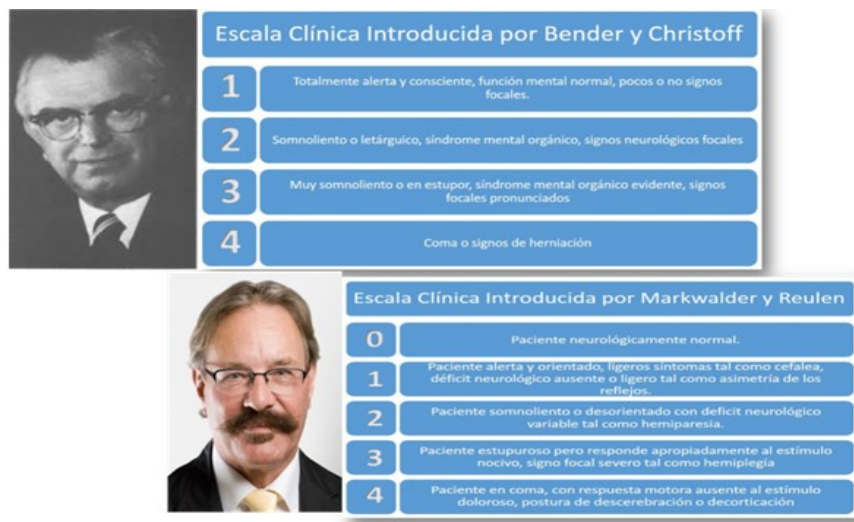 Escala Clínica Introducida por Bender y Christoff
1
Totalmente alerta y consciente, función mental normal, pocos o no signos
focales.
2
Somnoliento o letárguico, síndrome mental orgánico, signos neurológicos focales
3
Muy somnoliento o en estupor, síndrome mental orgánico evidente, signos
focales pronunciados
4
Coma o signos de herniación
Escala Clínica Introducida por Markwalder y Reulen
0
Paciente neurológicamente normal.
1
Paciente alerta y orientado, ligeros síntomas tal como cefalea,
déficit neurológico ausente o ligero tal como asimetría de los
reflejos.
2
Paciente somnoliento o desorientado con deficit neurológico
variable tal como hemiparesia.
3
Paciente estupuroso pero responde apropiadamente al estímulo
nocivo, signo focal severo tal como hemiplegía
4
Paciente en coma, con respuesta motora ausente al estímulo
doloroso, postura de descerebración o decorticación